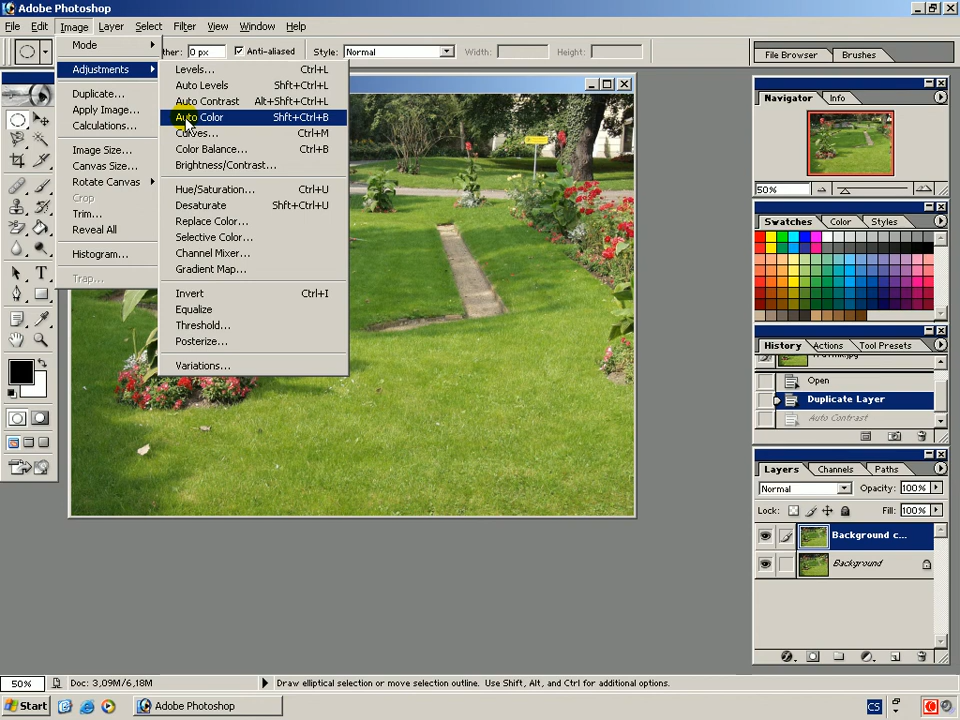 Adobe Photoshop
File Edit Image Layer Select Filter View Window Help
Mode
ther: 0 px Anti-aliased Style: Normal Width: Height: File Browser Brushes
Adjustments
Duplicate...
Apply Image...
Calculations...
Image Size...
Canvas Size...
Rotate Canvas
Crop
Trim...
Reveal All
Histogram...
Trap...
Levels... Ctrl+L
Auto Levels Shft+Ctrl+L
Auto Contrast Alt+Shft+Ctrl+L
Auto Color Shft+Ctrl+B
Curves... Ctrl+M
Color Balance... Ctrl+B
Brightness/Contrast...
Hue/Saturation... Ctrl+U
Desaturate Shft+Ctrl+U
Replace Color...
Selective Color...
Channel Mixer...
Gradient Map...
Invert Ctrl+I
Equalize
Threshold...
Posterize...
Variations...
Navigator Info
50%
Swatches Color Styles
History Actions Tool Presets
Open
Duplicate Layer
Auto Contrast
Layers Channels Paths
Normal Opacity: 100%
Lock: Fill: 100%
Background c...
Background
50% Doc: 3,09M/6,18M Draw elliptical selection or move selection outline. Use Shift, Alt, and Ctrl for additional options.
Start Adobe Photoshop CS